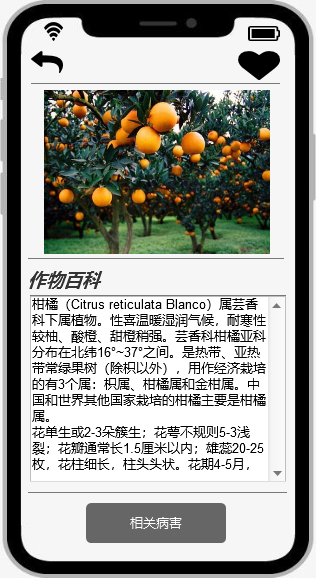 作物百科
柑橘（Citrus reticulata Blanco）属芸香
科下属植物。性喜温暖湿润气候，耐寒性
较柚、酸橙、甜橙稍强。芸香科柑橘亚科
分布在北纬16°~37°之间。是热带、亚热
带常绿果树（除枳以外），用作经济栽培
的有3个属：枳属、柑橘属和金柑属。中
国和世界其他国家栽培的柑橘主要是柑橘
属。
花单生或2-3朵簇生；花萼不规则5-3浅
裂；花瓣通常长1.5厘米以内；雄蕊20-25
枚，花柱细长，柱头头状。花期4-5月，
相关病害